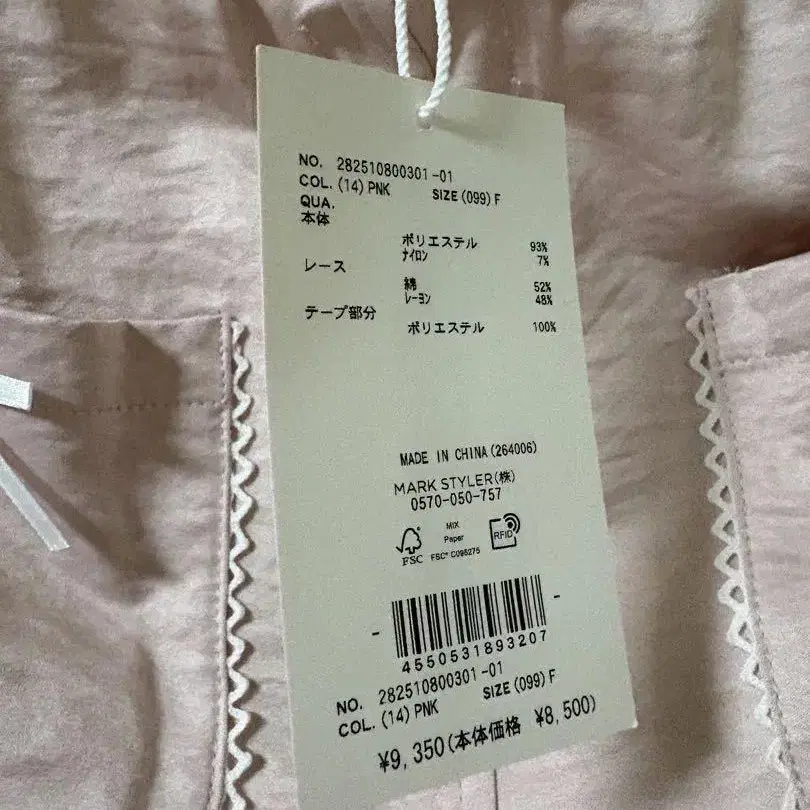 NO. 282510800301-01
COL. (14) PNK SIZE (099) F
QUA.
本体
ポリエステル 93%
ナイロン 7%
レース
綿 52%
レーヨン 48%
テープ部分
ポリエステル 100%
MADE IN CHINA (264006)
MARK STYLER(株)
0570-050-757
FSC
MIX
Paper
FSC® C095275
RFID
4550531893207
NO. 282510800301-01
COL. (14) PNK SIZE (099) F
¥9,350(本体価格 ¥8,500)